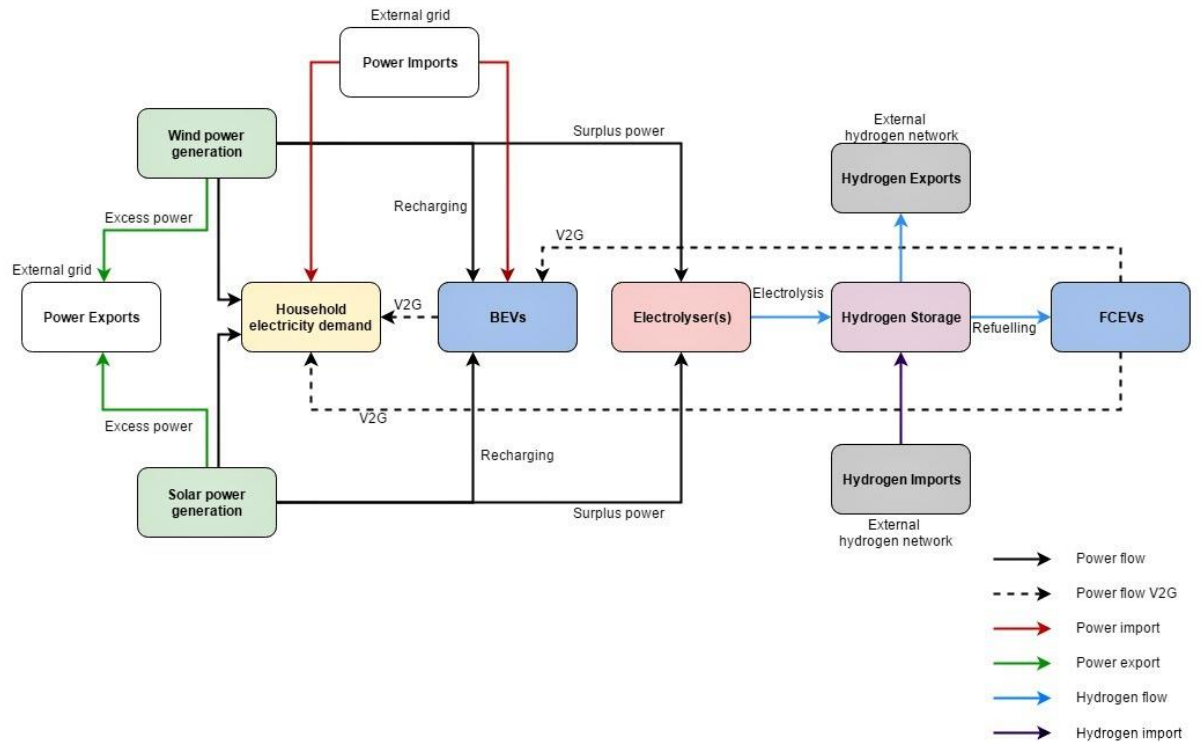 External grid
Power Imports
Wind power
generation
Surplus power
External
hydrogen network
Hydrogen Exports
Recharging
Excess power
V2G
External grid
Power Exports
Household
electricity demand
V2G
BEVs
Electrolyser(s)
Electrolysis
Hydrogen Storage
Refuelling
FCEVs
V2G
Excess power
Recharging
Solar power
generation
Surplus power
Hydrogen Imports
External
hydrogen network
Power flow
Power flow V2G
Power import
Power export
Hydrogen flow
Hydrogen import